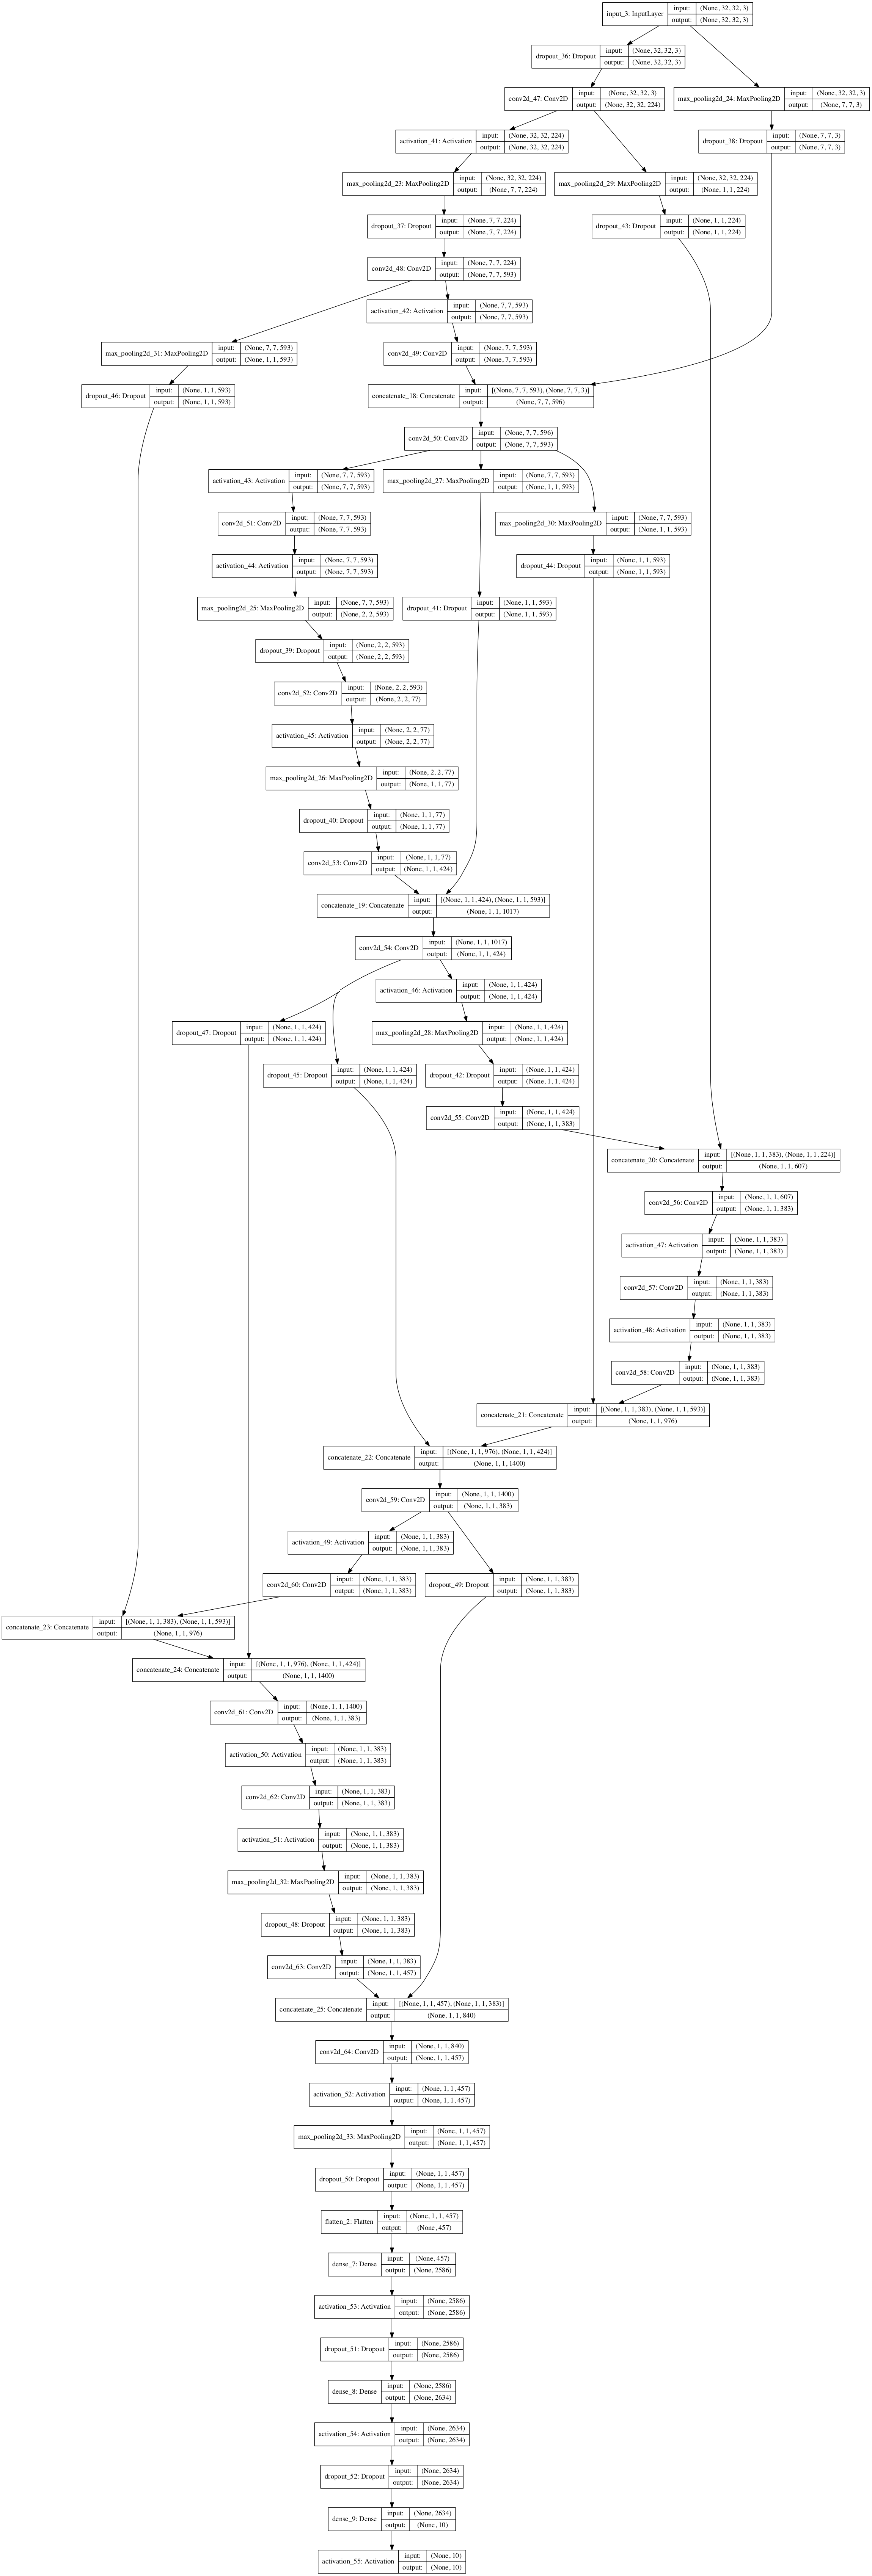 input_3: InputLayer
input: (None, 32, 32, 3)
output: (None, 32, 32, 3)
dropout_36: Dropout
input: (None, 32, 32, 3)
output: (None, 32, 32, 3)
conv2d_47: Conv2D
input: (None, 32, 32, 3)
output: (None, 32, 32, 224)
max_pooling2d_24: MaxPooling2D
input: (None, 32, 32, 3)
output: (None, 7, 7, 3)
activation_41: Activation
input: (None, 32, 32, 224)
output: (None, 32, 32, 224)
dropout_38: Dropout
input: (None, 7, 7, 3)
output: (None, 7, 7, 3)
max_pooling2d_23: MaxPooling2D
input: (None, 32, 32, 224)
output: (None, 7, 7, 224)
max_pooling2d_29: MaxPooling2D
input: (None, 32, 32, 224)
output: (None, 1, 1, 224)
dropout_37: Dropout
input: (None, 7, 7, 224)
output: (None, 7, 7, 224)
dropout_43: Dropout
input: (None, 1, 1, 224)
output: (None, 1, 1, 224)
conv2d_48: Conv2D
input: (None, 7, 7, 224)
output: (None, 7, 7, 593)
activation_42: Activation
input: (None, 7, 7, 593)
output: (None, 7, 7, 593)
max_pooling2d_31: MaxPooling2D
input: (None, 7, 7, 593)
output: (None, 1, 1, 593)
conv2d_49: Conv2D
input: (None, 7, 7, 593)
output: (None, 7, 7, 593)
dropout_46: Dropout
input: (None, 1, 1, 593)
output: (None, 1, 1, 593)
concatenate_18: Concatenate
input: [(None, 7, 7, 593), (None, 7, 7, 3)]
output: (None, 7, 7, 596)
conv2d_50: Conv2D
input: (None, 7, 7, 596)
output: (None, 7, 7, 593)
activation_43: Activation
input: (None, 7, 7, 593)
output: (None, 7, 7, 593)
max_pooling2d_27: MaxPooling2D
input: (None, 7, 7, 593)
output: (None, 1, 1, 593)
conv2d_51: Conv2D
input: (None, 7, 7, 593)
output: (None, 7, 7, 593)
max_pooling2d_30: MaxPooling2D
input: (None, 7, 7, 593)
output: (None, 1, 1, 593)
activation_44: Activation
input: (None, 7, 7, 593)
output: (None, 7, 7, 593)
dropout_44: Dropout
input: (None, 1, 1, 593)
output: (None, 1, 1, 593)
max_pooling2d_25: MaxPooling2D
input: (None, 7, 7, 593)
output: (None, 2, 2, 593)
dropout_41: Dropout
input: (None, 1, 1, 593)
output: (None, 1, 1, 593)
dropout_39: Dropout
input: (None, 2, 2, 593)
output: (None, 2, 2, 593)
conv2d_52: Conv2D
input: (None, 2, 2, 593)
output: (None, 2, 2, 77)
activation_45: Activation
input: (None, 2, 2, 77)
output: (None, 2, 2, 77)
max_pooling2d_26: MaxPooling2D
input: (None, 2, 2, 77)
output: (None, 1, 1, 77)
dropout_40: Dropout
input: (None, 1, 1, 77)
output: (None, 1, 1, 77)
conv2d_53: Conv2D
input: (None, 1, 1, 77)
output: (None, 1, 1, 424)
concatenate_19: Concatenate
input: [(None, 1, 1, 424), (None, 1, 1, 593)]
output: (None, 1, 1, 1017)
conv2d_54: Conv2D
input: (None, 1, 1, 1017)
output: (None, 1, 1, 424)
activation_46: Activation
input: (None, 1, 1, 424)
output: (None, 1, 1, 424)
dropout_47: Dropout
input: (None, 1, 1, 424)
output: (None, 1, 1, 424)
max_pooling2d_28: MaxPooling2D
input: (None, 1, 1, 424)
output: (None, 1, 1, 424)
dropout_45: Dropout
input: (None, 1, 1, 424)
output: (None, 1, 1, 424)
dropout_42: Dropout
input: (None, 1, 1, 424)
output: (None, 1, 1, 424)
conv2d_55: Conv2D
input: (None, 1, 1, 424)
output: (None, 1, 1, 383)
concatenate_20: Concatenate
input: [(None, 1, 1, 383), (None, 1, 1, 224)]
output: (None, 1, 1, 607)
conv2d_56: Conv2D
input: (None, 1, 1, 607)
output: (None, 1, 1, 383)
activation_47: Activation
input: (None, 1, 1, 383)
output: (None, 1, 1, 383)
conv2d_57: Conv2D
input: (None, 1, 1, 383)
output: (None, 1, 1, 383)
activation_48: Activation
input: (None, 1, 1, 383)
output: (None, 1, 1, 383)
conv2d_58: Conv2D
input: (None, 1, 1, 383)
output: (None, 1, 1, 383)
concatenate_21: Concatenate
input: [(None, 1, 1, 383), (None, 1, 1, 593)]
output: (None, 1, 1, 976)
concatenate_22: Concatenate
input: [(None, 1, 1, 976), (None, 1, 1, 424)]
output: (None, 1, 1, 1400)
conv2d_59: Conv2D
input: (None, 1, 1, 1400)
output: (None, 1, 1, 383)
activation_49: Activation
input: (None, 1, 1, 383)
output: (None, 1, 1, 383)
conv2d_60: Conv2D
input: (None, 1, 1, 383)
output: (None, 1, 1, 383)
dropout_49: Dropout
input: (None, 1, 1, 383)
output: (None, 1, 1, 383)
concatenate_23: Concatenate
input: [(None, 1, 1, 383), (None, 1, 1, 593)]
output: (None, 1, 1, 976)
concatenate_24: Concatenate
input: [(None, 1, 1, 976), (None, 1, 1, 424)]
output: (None, 1, 1, 1400)
conv2d_61: Conv2D
input: (None, 1, 1, 1400)
output: (None, 1, 1, 383)
activation_50: Activation
input: (None, 1, 1, 383)
output: (None, 1, 1, 383)
conv2d_62: Conv2D
input: (None, 1, 1, 383)
output: (None, 1, 1, 383)
activation_51: Activation
input: (None, 1, 1, 383)
output: (None, 1, 1, 383)
max_pooling2d_32: MaxPooling2D
input: (None, 1, 1, 383)
output: (None, 1, 1, 383)
dropout_48: Dropout
input: (None, 1, 1, 383)
output: (None, 1, 1, 383)
conv2d_63: Conv2D
input: (None, 1, 1, 383)
output: (None, 1, 1, 457)
concatenate_25: Concatenate
input: [(None, 1, 1, 457), (None, 1, 1, 383)]
output: (None, 1, 1, 840)
conv2d_64: Conv2D
input: (None, 1, 1, 840)
output: (None, 1, 1, 457)
activation_52: Activation
input: (None, 1, 1, 457)
output: (None, 1, 1, 457)
max_pooling2d_33: MaxPooling2D
input: (None, 1, 1, 457)
output: (None, 1, 1, 457)
dropout_50: Dropout
input: (None, 1, 1, 457)
output: (None, 1, 1, 457)
flatten_2: Flatten
input: (None, 1, 1, 457)
output: (None, 457)
dense_7: Dense
input: (None, 457)
output: (None, 2586)
activation_53: Activation
input: (None, 2586)
output: (None, 2586)
dropout_51: Dropout
input: (None, 2586)
output: (None, 2586)
dense_8: Dense
input: (None, 2586)
output: (None, 2634)
activation_54: Activation
input: (None, 2634)
output: (None, 2634)
dropout_52: Dropout
input: (None, 2634)
output: (None, 2634)
dense_9: Dense
input: (None, 2634)
output: (None, 10)
activation_55: Activation
input: (None, 10)
output: (None, 10)